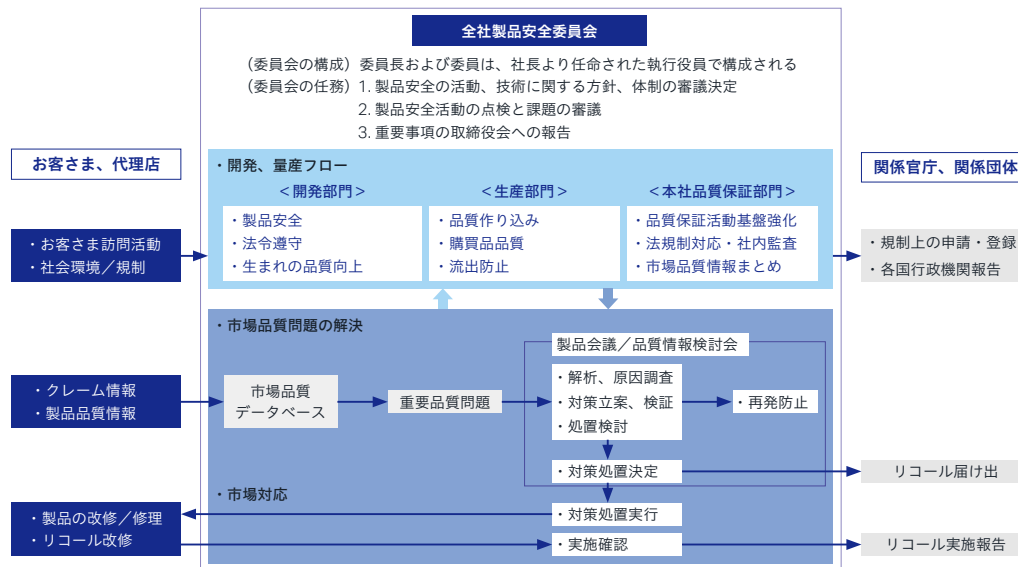 全社製品安全委員会
（委員会の構成）委員長および委員は、社長より任命された執行役員で構成される
（委員会の任務）1. 製品安全の活動、技術に関する方針、体制の審議決定
2. 製品安全活動の点検と課題の審議
3. 重要事項の取締役会への報告
お客さま、代理店
・お客さま訪問活動
・社会環境／規制
・開発、量産フロー
＜開発部門＞
・製品安全
・法令遵守
・生まれの品質向上
＜生産部門＞
・品質作り込み
・購買品品質
・流出防止
＜本社品質保証部門＞
・品質保証活動基盤強化
・法規制対応・社内監査
・市場品質情報まとめ
関係官庁、関係団体
・規制上の申請・登録
・各国行政機関報告
・市場品質問題の解決
・クレーム情報
・製品品質情報
市場品質
データベース
重要品質問題
製品会議／品質情報検討会
・解析、原因調査
・対策立案、検証
・処置検討
・再発防止
・対策処置決定
リコール届け出
・市場対応
・製品の改修／修理
・リコール改修
・対策処置実行
・実施確認
リコール実施報告